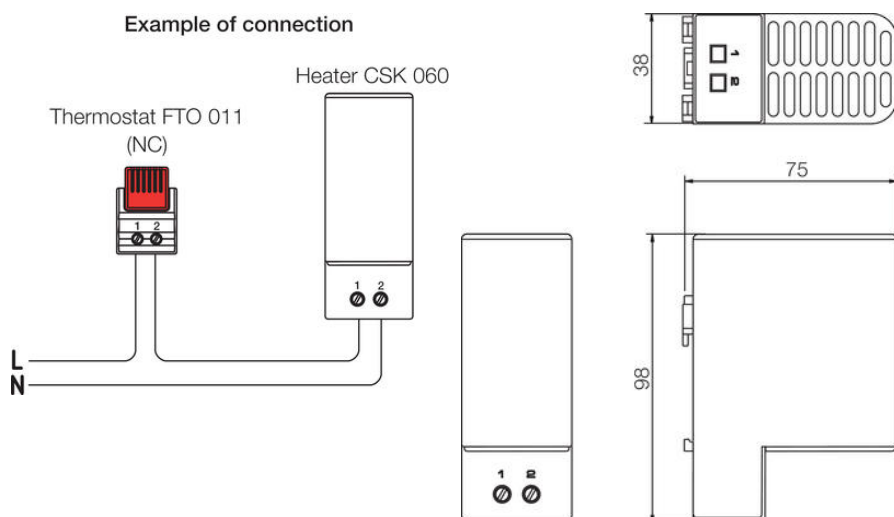 Example of connection
Heater CSK 060
Thermostat FTO 011
(NC)
1 2
1 2
L
N
38
1
2
75
98
1 2